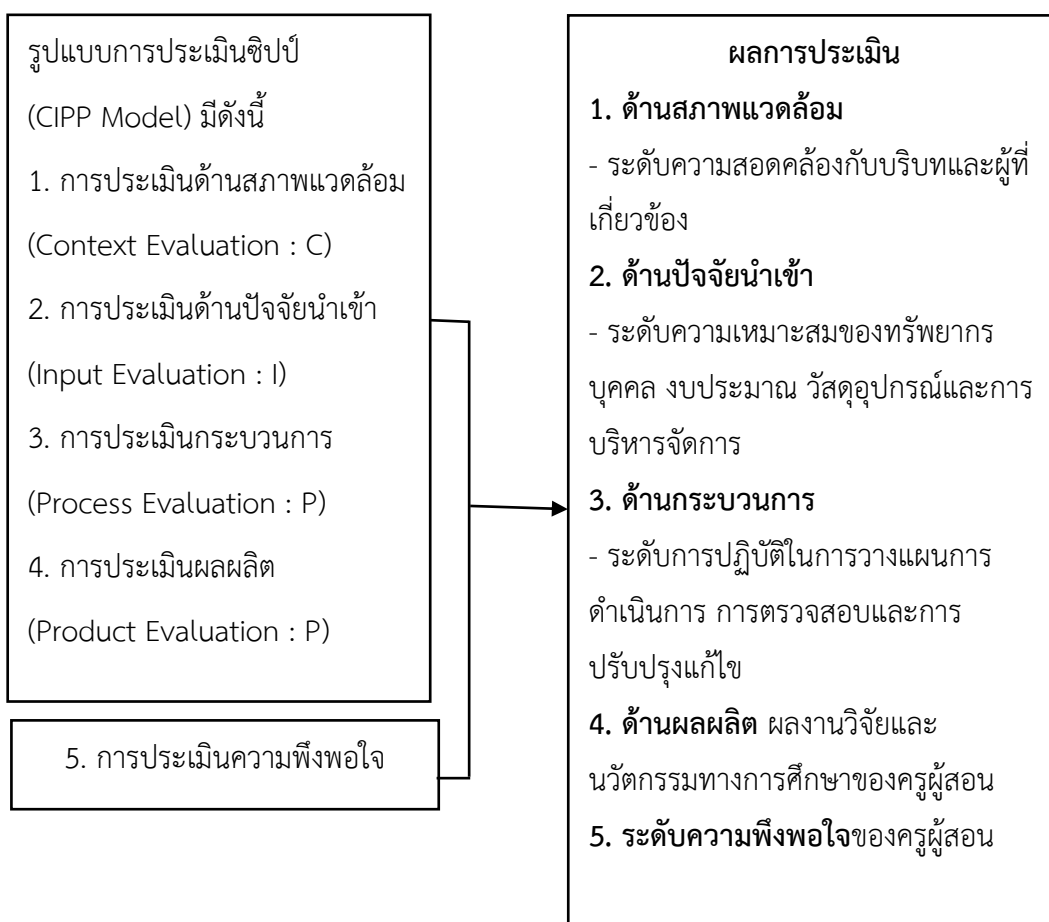 รูปแบบการประเมินซิปป์
(CIPP Model) มีดังนี้
1. การประเมินด้านสภาพแวดล้อม
(Context Evaluation : C)
2. การประเมินด้านปัจจัยนำเข้า
(Input Evaluation : I)
3. การประเมินกระบวนการ
(Process Evaluation : P)
4. การประเมินผลผลิต
(Product Evaluation : P)
5. การประเมินความพึงพอใจ
ผลการประเมิน
1. ด้านสภาพแวดล้อม
- ระดับความสอดคล้องกับบริบทและผู้ที่
เกี่ยวข้อง
2. ด้านปัจจัยนำเข้า
- ระดับความเหมาะสมของทรัพยากร
บุคคล งบประมาณ วัสดุอุปกรณ์และการ
บริหารจัดการ
3. ด้านกระบวนการ
- ระดับการปฏิบัติในการวางแผนการ
ดำเนินการ การตรวจสอบและการ
ปรับปรุงแก้ไข
4. ด้านผลผลิต ผลงานวิจัยและ
นวัตกรรมทางการศึกษาของครูผู้สอน
5. ระดับความพึงพอใจของครูผู้สอน